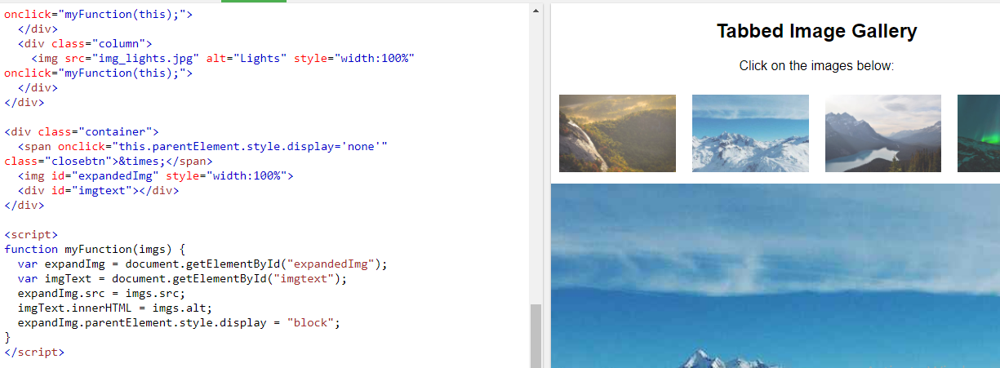 onclick="myFunction(this);">
</div>
<div class="column">
<img src="img_lights.jpg" alt="Lights" style="width:100%"
onclick="myFunction(this);">
</div>
</div>
<div class="container">
<span onclick="this.parentElement.style.display='none'"
class="closebtn">&times;</span>
<img id="expandedImg" style="width:100%">
<div id="imgtext"></div>
</div>
<script>
function myFunction(imgs) {
var expandImg = document.getElementById("expandedImg");
var imgText = document.getElementById("imgtext");
expandImg.src = imgs.src;
imgText.innerHTML = imgs.alt;
expandImg.parentElement.style.display = "block";
}
</script>
Tabbed Image Gallery
Click on the images below: